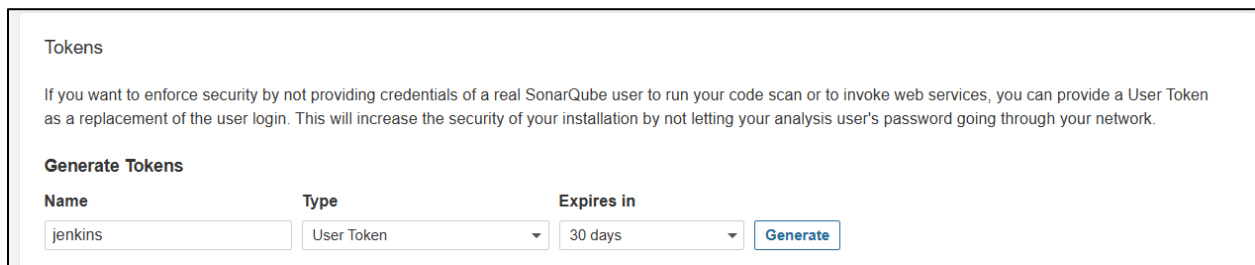 Tokens
If you want to enforce security by not providing credentials of a real SonarQube user to run your code scan or to invoke web services, you can provide a User Token
as a replacement of the user login. This will increase the security of your installation by not letting your analysis user's password going through your network.
Generate Tokens
Name Type Expires in
jenkins User Token 30 days Generate